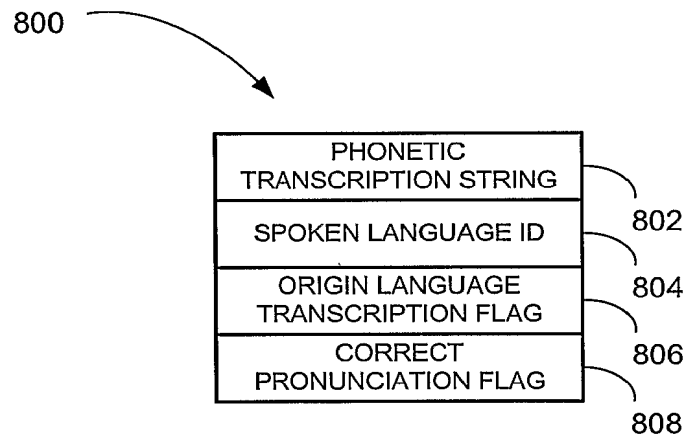 800
PHONETIC
TRANSCRIPTION STRING
802
SPOKEN LANGUAGE ID
804
ORIGIN LANGUAGE
TRANSCRIPTION FLAG
806
CORRECT
PRONUNCIATION FLAG
808